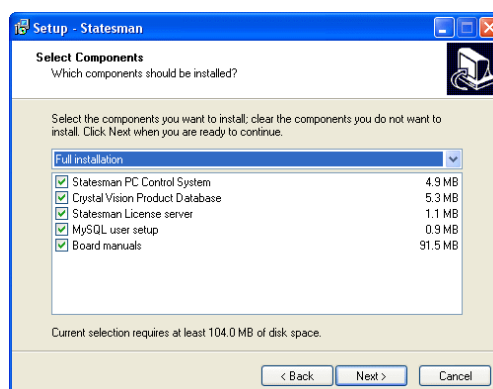 Setup - Statesman
Select Components
Which components should be installed?
Select the components you want to install; clear the components you do not want to
install. Click Next when you are ready to continue.
Full installation
Statesman PC Control System 4.9 MB
Crystal Vision Product Database 5.3 MB
Statesman License server 1.1 MB
MySQL user setup 0.9 MB
Board manuals 91.5 MB
Current selection requires at least 104.0 MB of disk space.
< Back Next > Cancel